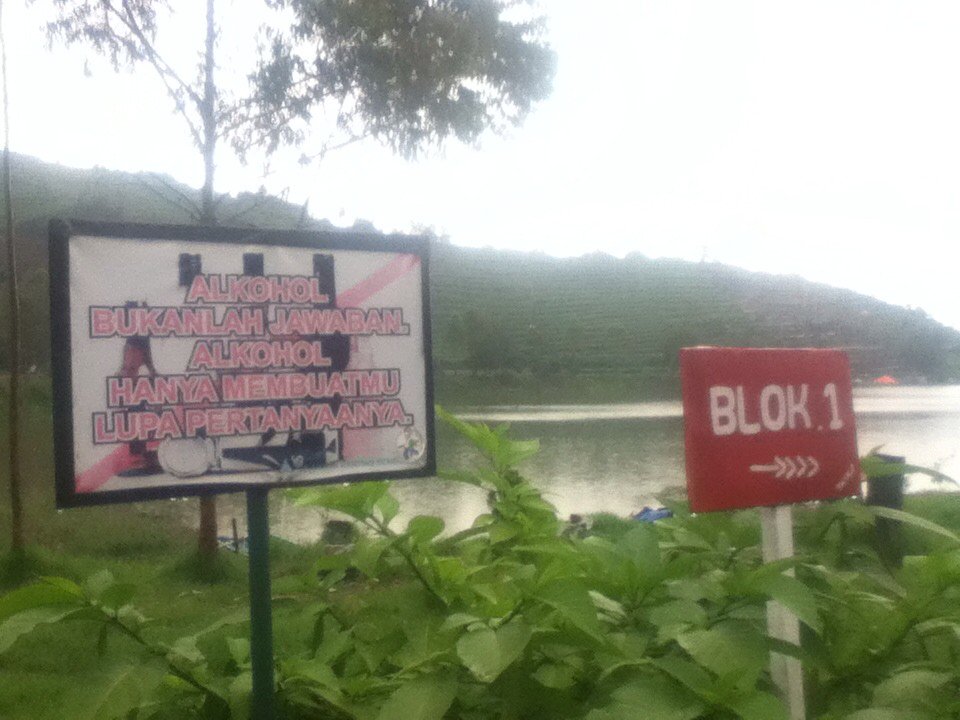 ALKOHOL
BUKANLAH JAWABAN.
ALKOHOL
HANYA MEMBUATMU
LUPA PERTANYAANYA.
BLOK.1